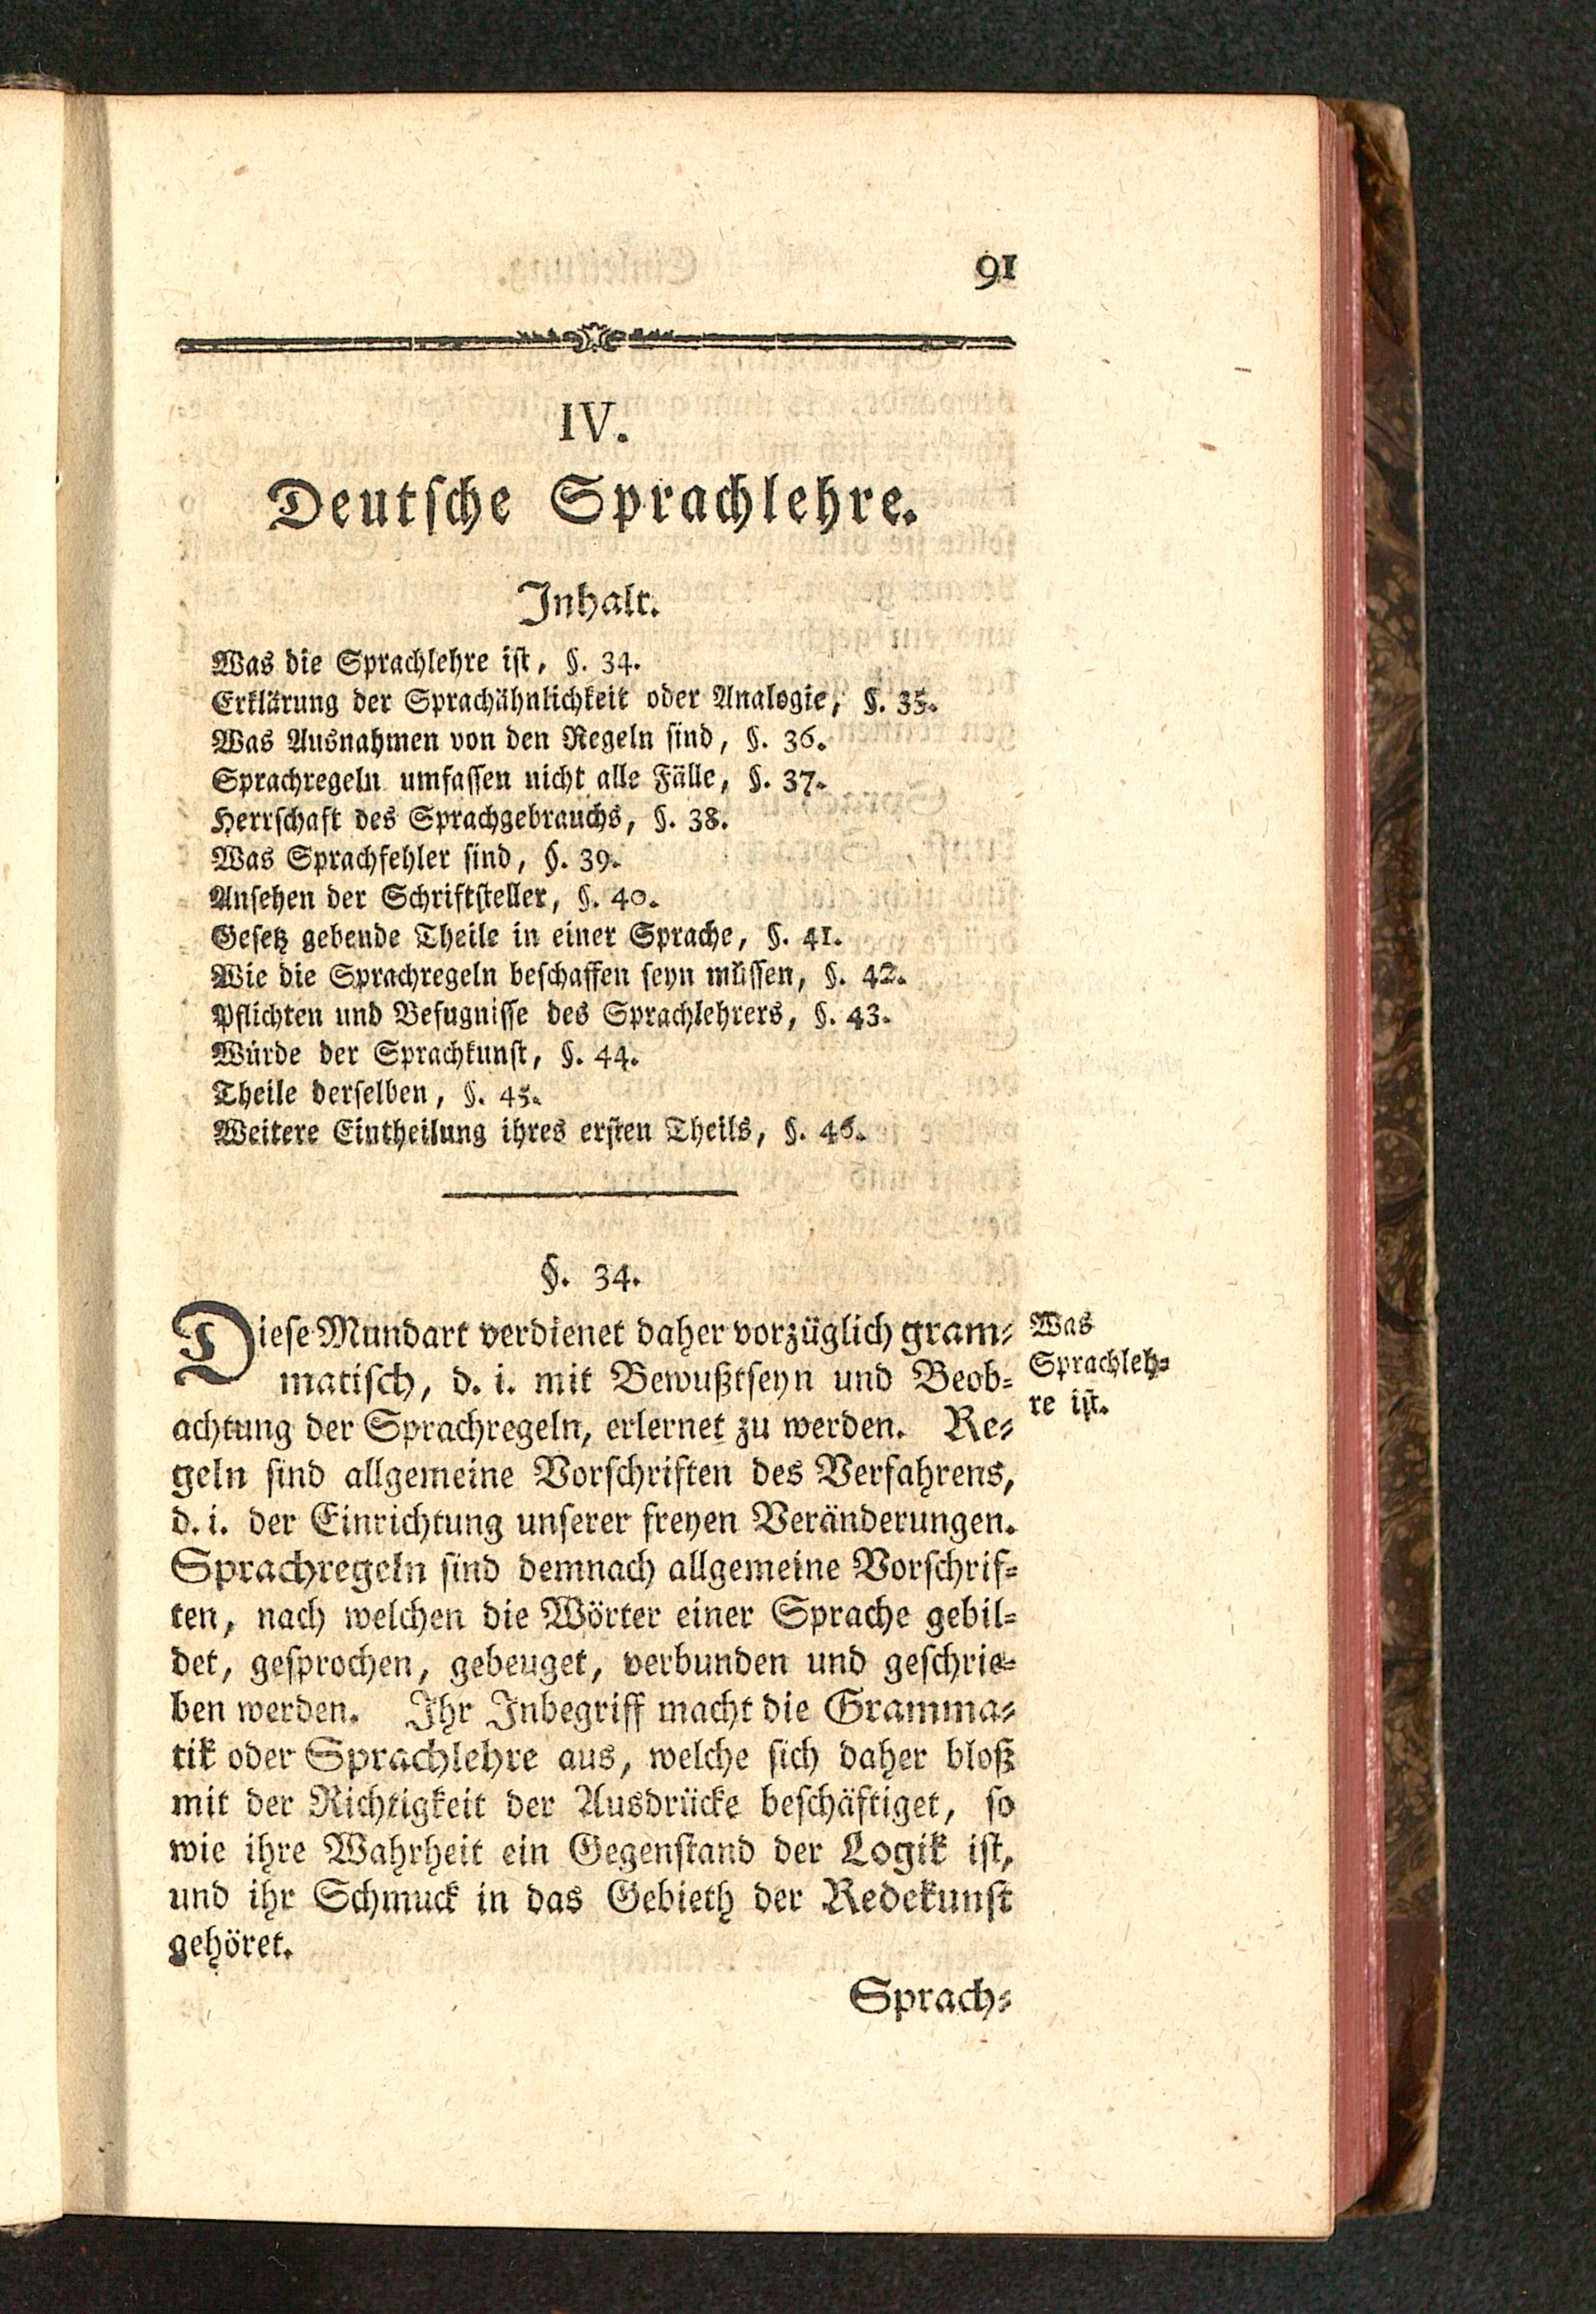 91
IV.
Deutsche Sprachlehre.
Inhalt.
Was die Sprachlehre ist, §. 34.
Erklärung der Sprachähnlichkeit oder Analogie, §. 35.
Was Ausnahmen von den Regeln sind, §. 36.
Sprachregeln umfassen nicht alle Fälle, §. 37.
Herrschaft des Sprachgebrauchs, §. 38.
Was Sprachfehler sind, §. 39.
Ansehen der Schriftsteller, §. 40.
Gesetz gebende Theile in einer Sprache, §. 41.
Wie die Sprachregeln beschaffen seyn müssen, §. 42.
Pflichten und Befugnisse des Sprachlehrers, §. 43.
Würde der Sprachkunst, §. 44.
Theile derselben, §. 45.
Weitere Eintheilung ihres ersten Theils, §. 46.
§. 34.
Diese Mundart verdienet daher vorzüglich gram-
matisch, d. i. mit Bewußtseyn und Beob-
achtung der Sprachregeln, erlernet zu werden. Re-
geln sind allgemeine Vorschriften des Verfahrens,
d. i. der Einrichtung unserer freyen Veränderungen.
Sprachregeln sind demnach allgemeine Vorschrif-
ten, nach welchen die Wörter einer Sprache gebil-
det, gesprochen, gebeuget, verbunden und geschrie-
ben werden. Ihr Inbegriff macht die Gramma-
tik oder Sprachlehre aus, welche sich daher bloß
mit der Richtigkeit der Ausdrücke beschäftiget, so
wie ihre Wahrheit ein Gegenstand der Logik ist,
und ihr Schmuck in das Gebieth der Redekunst
gehöret.
Was
Sprachleh-
re ist.
Sprach-